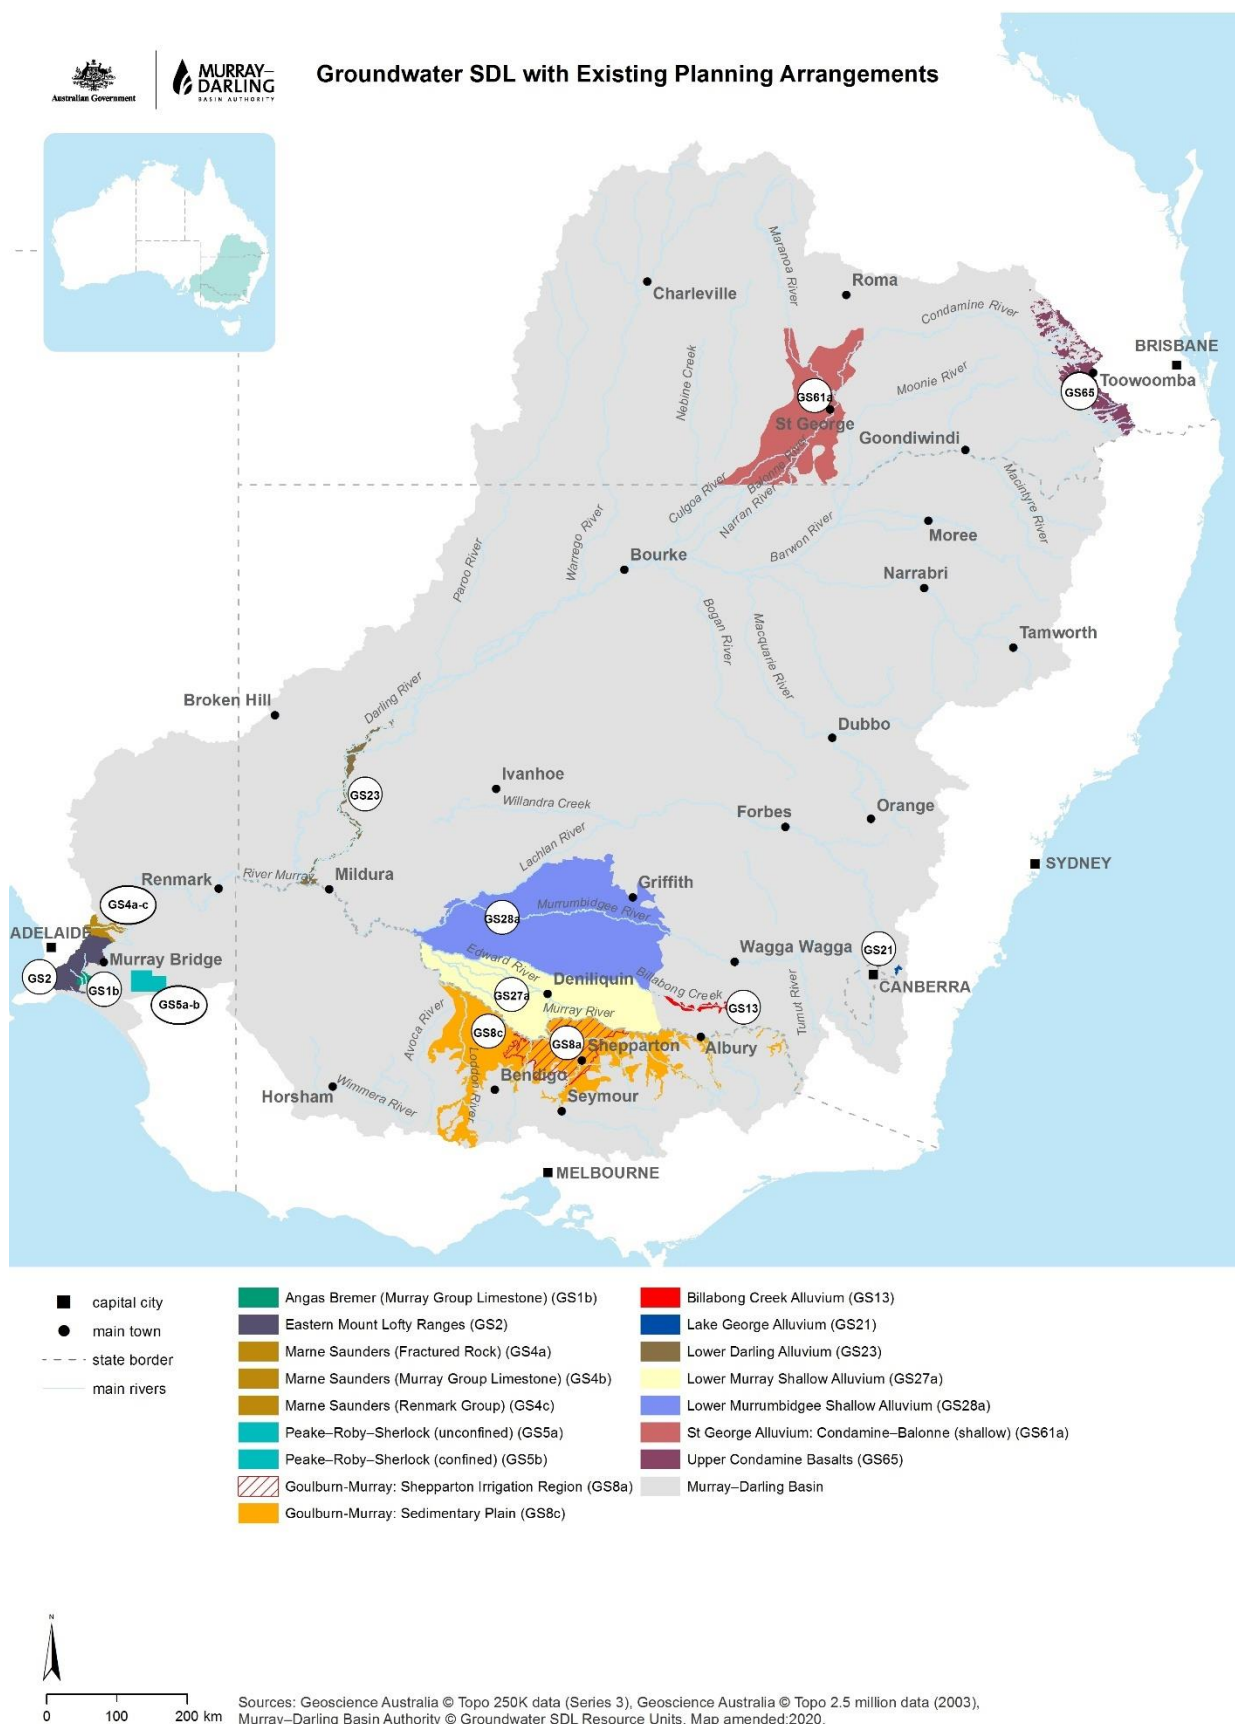 Australian Government
MURRAY–
DARLING
BASIN AUTHORITY
Groundwater SDL with Existing Planning Arrangements
Maranoa River
Charleville
Roma
Condamine River
BRISBANE
Toowoomba
GS65
Nebine Creek
Moonie River
GS61a
St George
Goondiwindi
Balonne River
Culgoa River
Narran River
Macintyre River
Barwon River
Moree
Warrego River
Paroo River
Bourke
Narrabri
Bogan River
Macquarie River
Tamworth
Broken Hill
Darling River
Dubbo
GS23
Ivanhoe
Willandra Creek
Forbes
Orange
Lachlan River
SYDNEY
Renmark
River Murray
Mildura
Griffith
GS4a-c
GS28a
Murrumbidgee River
ADELAIDE
Murray Bridge
Wagga Wagga
GS21
GS2
GS1b
GS5a-b
Edward River
Deniliquin
Billabong Creek
CANBERRA
GS27a
Murray River
GS13
Tumut River
Avoca River
GS8c
GS8a
Shepparton
Albury
Loddon River
Bendigo
Horsham
Wimmera River
Seymour
MELBOURNE
capital city
main town
state border
main rivers
Angas Bremer (Murray Group Limestone) (GS1b)
Eastern Mount Lofty Ranges (GS2)
Marne Saunders (Fractured Rock) (GS4a)
Marne Saunders (Murray Group Limestone) (GS4b)
Marne Saunders (Renmark Group) (GS4c)
Peake–Roby–Sherlock (unconfined) (GS5a)
Peake–Roby–Sherlock (confined) (GS5b)
Goulburn-Murray: Shepparton Irrigation Region (GS8a)
Goulburn-Murray: Sedimentary Plain (GS8c)
Billabong Creek Alluvium (GS13)
Lake George Alluvium (GS21)
Lower Darling Alluvium (GS23)
Lower Murray Shallow Alluvium (GS27a)
Lower Murrumbidgee Shallow Alluvium (GS28a)
St George Alluvium: Condamine–Balonne (shallow) (GS61a)
Upper Condamine Basalts (GS65)
Murray–Darling Basin
N
0 100 200 km
Sources: Geoscience Australia © Topo 250K data (Series 3), Geoscience Australia © Topo 2.5 million data (2003),
Murray–Darling Basin Authority © Groundwater SDL Resource Units. Map amended:2020.